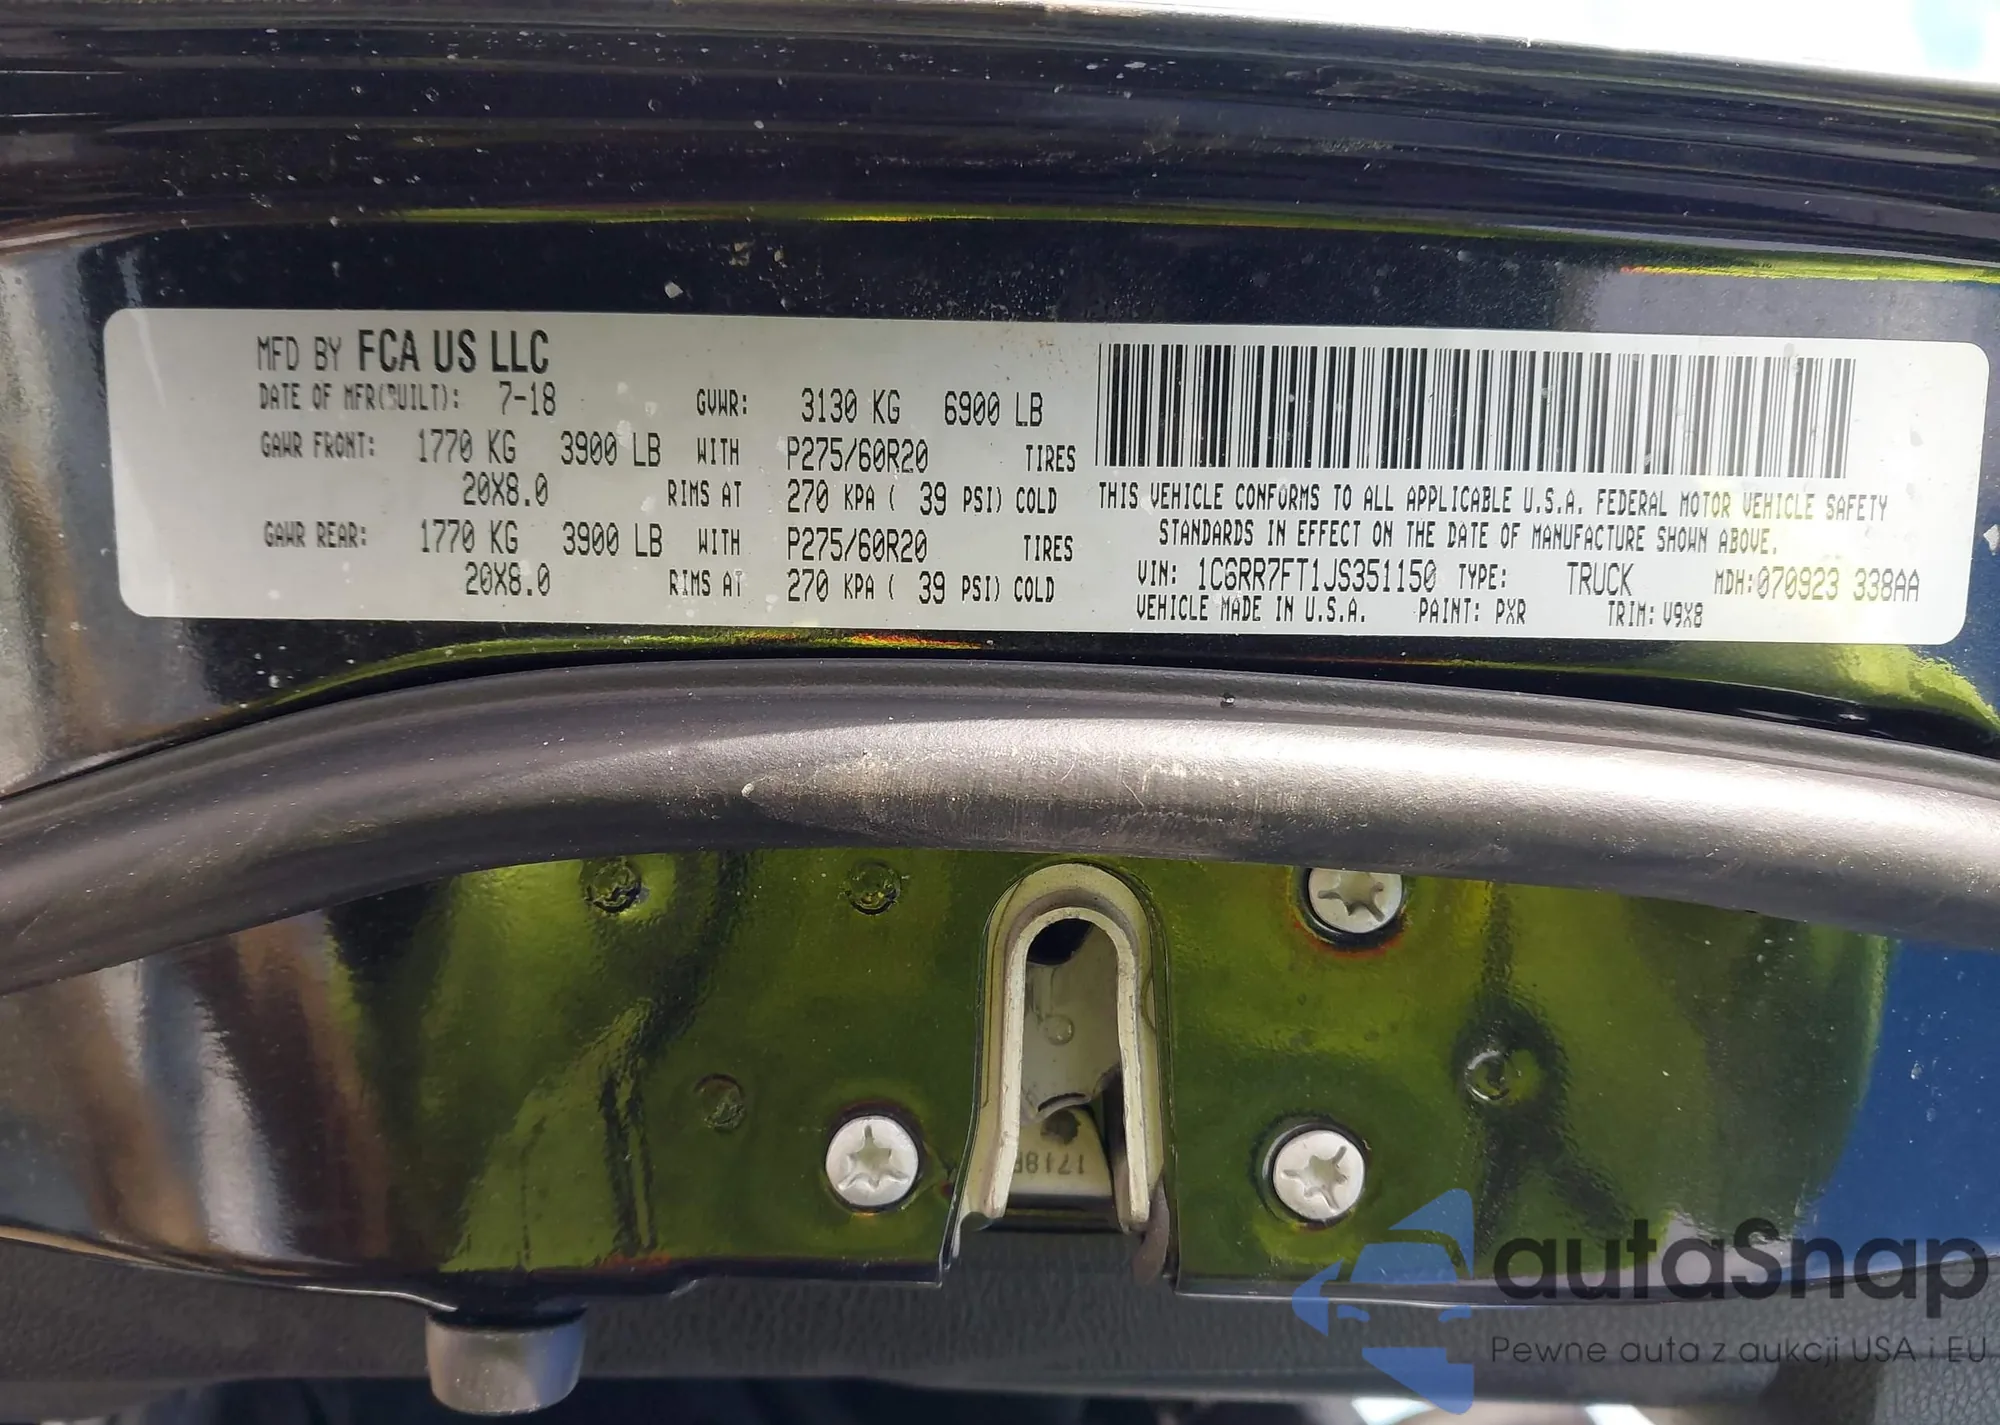 MFD BY FCA US LLC
DATE OF MFR(BUILT): 7-18 GVWR: 3130 KG 6900 LB
GAWR FRONT: 1770 KG 3900 LB WITH P275/60R20 TIRES
20X8.0 RIMS AT 270 KPA ( 39 PSI) COLD
GAWR REAR: 1770 KG 3900 LB WITH P275/60R20 TIRES
20X8.0 RIMS AT 270 KPA ( 39 PSI) COLD
THIS VEHICLE CONFORMS TO ALL APPLICABLE U.S.A. FEDERAL MOTOR VEHICLE SAFETY
STANDARDS IN EFFECT ON THE DATE OF MANUFACTURE SHOWN ABOVE.
VIN: 1C6RR7FT1JS351150 TYPE: TRUCK MDH:070923 338AA
VEHICLE MADE IN U.S.A. PAINT: PXR TRIM: V9X8
autaSnap
Pewne auta z aukcji USA i EU